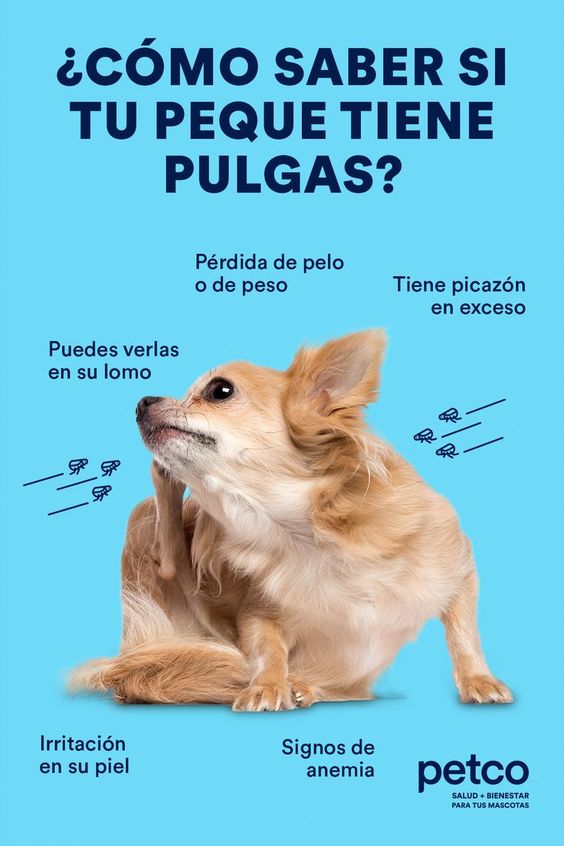 ¿CÓMO SABER SI
TU PEQUE TIENE
PULGAS?
Pérdida de pelo
o de peso
Tiene picazón
en exceso
Puedes verlas
en su lomo
Irritación
en su piel
Signos de
anemia
petco
SALUD + BIENESTAR
PARA TUS MASCOTAS